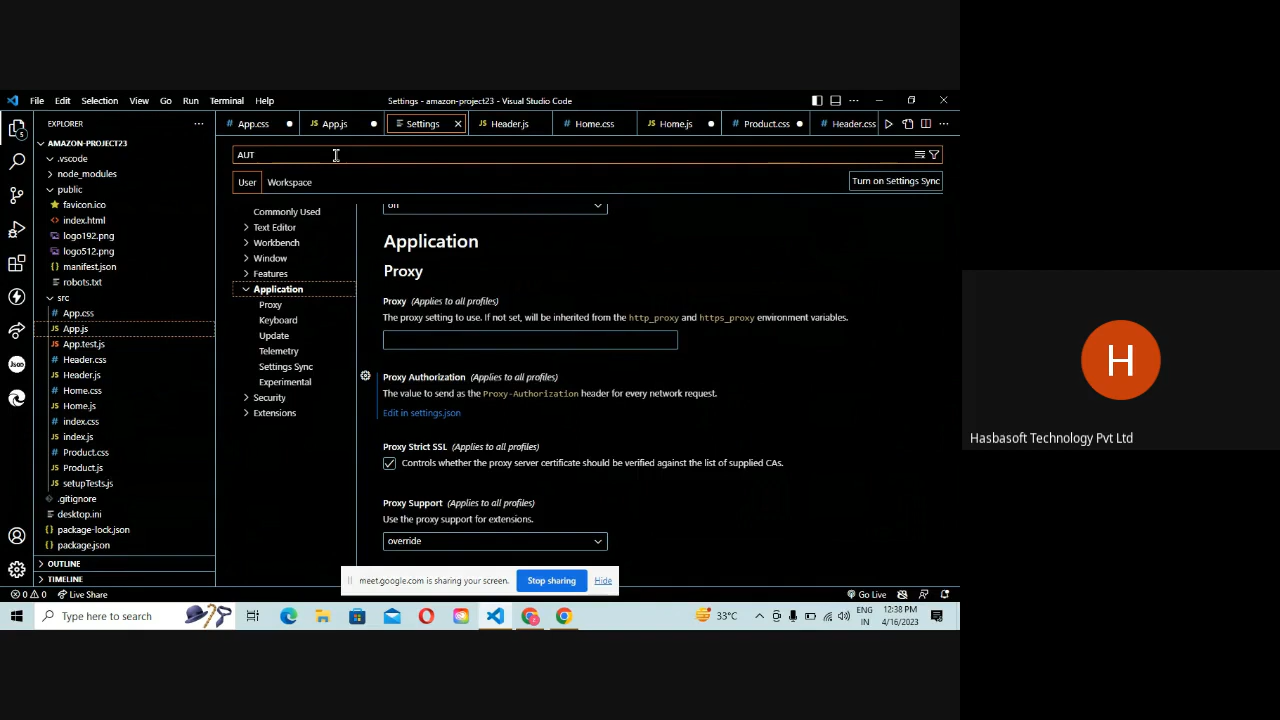 File Edit Selection View Go Run Terminal Help
Settings - amazon-project23 - Visual Studio Code
EXPLORER
App.css
App.js
Settings
Header.js
Home.css
Home.js
Product.css
Header.css
AMAZON-PROJECT23
.vscode
node_modules
public
favicon.ico
index.html
logo192.png
logo512.png
manifest.json
robots.txt
src
App.css
App.js
App.test.js
Header.css
Header.js
Home.css
Home.js
index.css
index.js
Product.css
Product.js
setupTests.js
.gitignore
desktop.ini
package-lock.json
package.json
OUTLINE
TIMELINE
AUT
User Workspace
Turn on Settings Sync
Commonly Used
Text Editor
Workbench
Window
Features
Application
Proxy
Keyboard
Update
Telemetry
Settings Sync
Experimental
Security
Extensions
on
Application
Proxy
Proxy (Applies to all profiles)
The proxy setting to use. If not set, will be inherited from the http_proxy and https_proxy environment variables.
Proxy Authorization (Applies to all profiles)
The value to send as the Proxy-Authorization header for every network request.
Edit in settings.json
Proxy Strict SSL (Applies to all profiles)
Controls whether the proxy server certificate should be verified against the list of supplied CAs.
Proxy Support (Applies to all profiles)
Use the proxy support for extensions.
override
meet.google.com is sharing your screen. Stop sharing Hide
0 0 Live Share
Go Live
Type here to search
33°C
ENG
IN
12:38 PM
4/16/2023
5
Json
H
Hasbasoft Technology Pvt Ltd